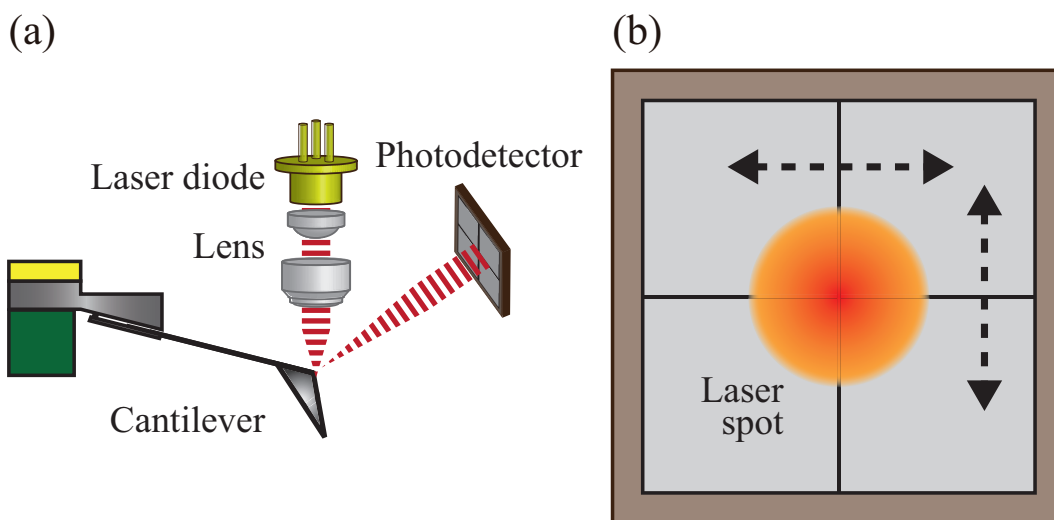 (a)
(b)
Laser diode
Photodetector
Lens
Cantilever
Laser
spot